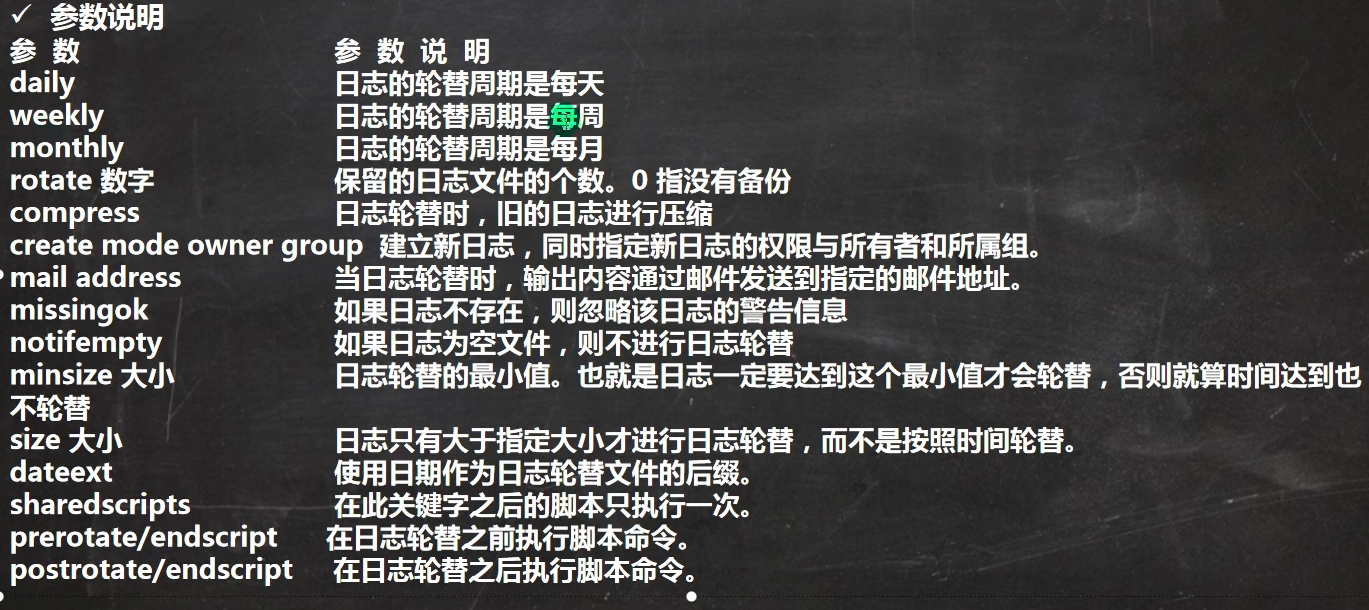 ✓ 参数说明
参 数 参 数 说 明
daily 日志的轮替周期是每天
weekly 日志的轮替周期是每周
monthly 日志的轮替周期是每月
rotate 数字 保留的日志文件的个数。0 指没有备份
compress 日志轮替时，旧的日志进行压缩
create mode owner group 建立新日志，同时指定新日志的权限与所有者和所属组。
mail address 当日志轮替时，输出内容通过邮件发送到指定的邮件地址。
missingok 如果日志不存在，则忽略该日志的警告信息
notifempty 如果日志为空文件，则不进行日志轮替
minsize 大小 日志轮替的最小值。也就是日志一定要达到这个最小值才会轮替，否则就算时间达到也
不轮替
size 大小 日志只有大于指定大小才进行日志轮替，而不是按照时间轮替。
dateext 使用日期作为日志轮替文件的后缀。
sharedscripts 在此关键字之后的脚本只执行一次。
prerotate/endscript 在日志轮替之前执行脚本命令。
postrotate/endscript 在日志轮替之后执行脚本命令。